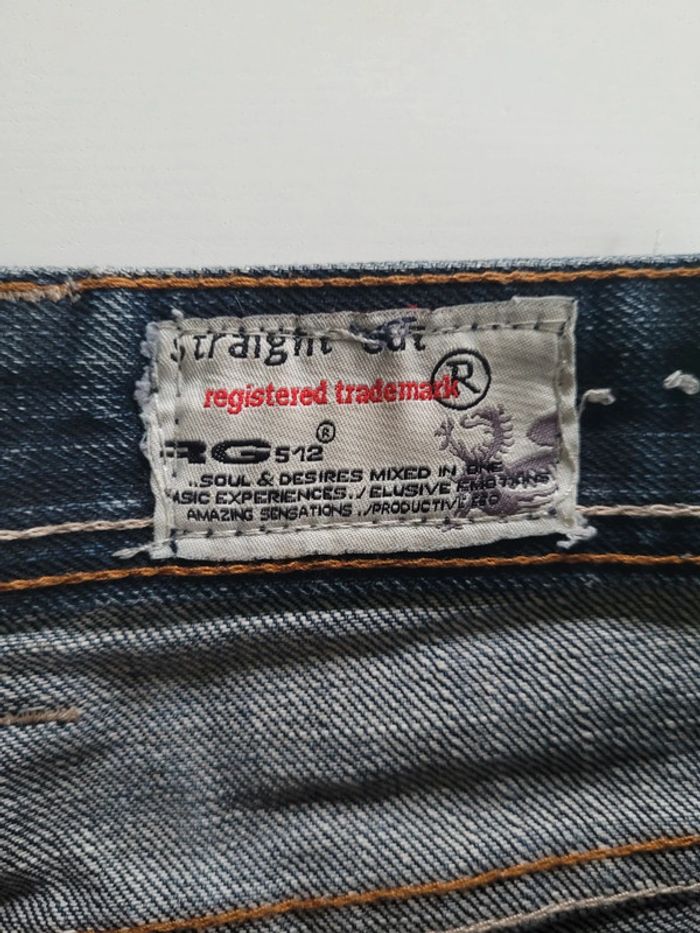 straight cut
registered trademark ®
RG512®
..SOUL & DESIRES MIXED IN ONE
ASIC EXPERIENCES../ELUSIVE EMOTIONS
AMAZING SENSATIONS ../PRODUCTIVE